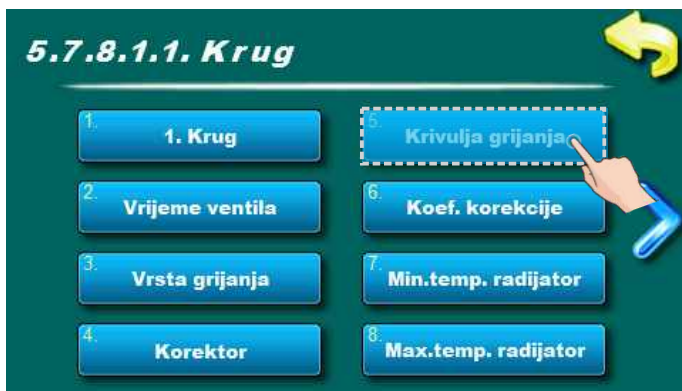 5.7.8.1.1. Krug
1.
1. Krug
2.
Vrijeme ventila
3.
Vrsta grijanja
4.
Korektor
5.
Krivulja grijanja
6.
Koef. korekcije
7.
Min.temp. radijator
8.
Max.temp. radijator